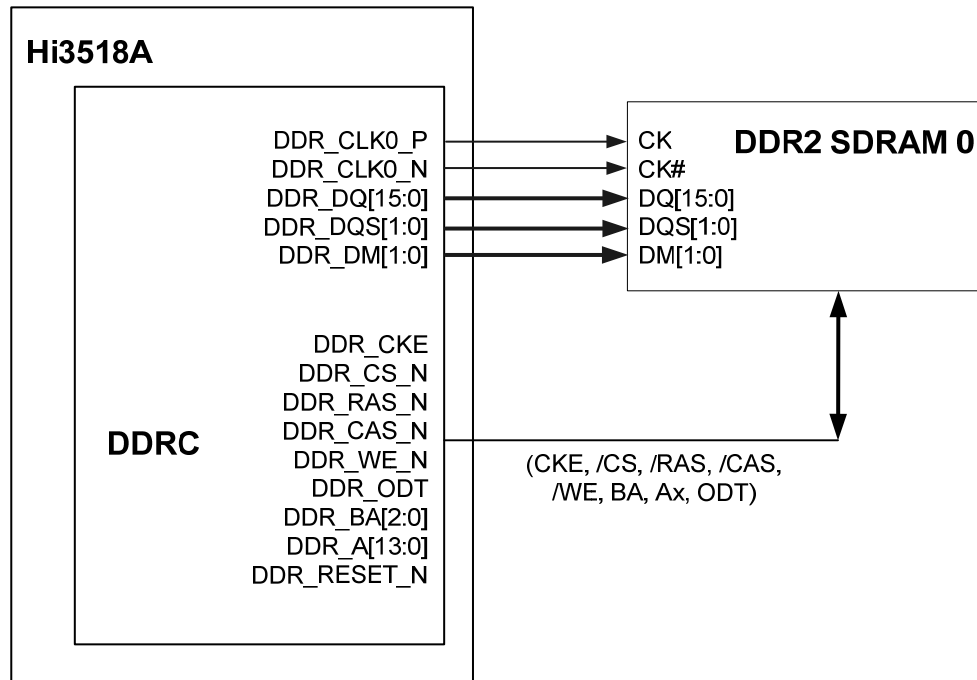 Hi3518A
DDR_CLK0_P
DDR_CLK0_N
DDR_DQ[15:0]
DDR_DQS[1:0]
DDR_DM[1:0]
DDR_CKE
DDR_CS_N
DDR_RAS_N
DDR_CAS_N
DDR_WE_N
DDR_ODT
DDR_BA[2:0]
DDR_A[13:0]
DDR_RESET_N
DDRC
DDR2 SDRAM 0
CK
CK#
DQ[15:0]
DQS[1:0]
DM[1:0]
(CKE, /CS, /RAS, /CAS,
/WE, BA, Ax, ODT)